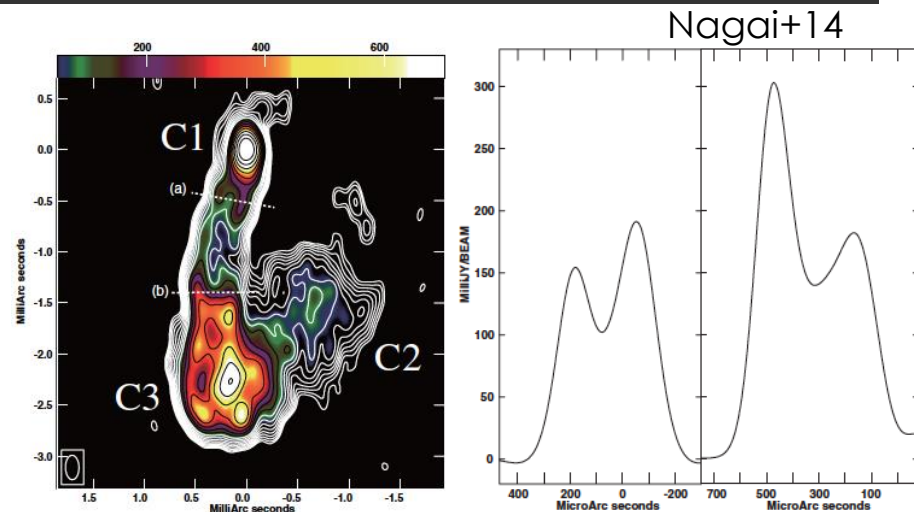 Nagai+14
200 400 600
C1
(a)
(b)
C2
C3
0.5
0.0
-0.5
-1.0
-1.5
-2.0
-2.5
-3.0
MilliArc seconds
1.5 1.0 0.5 0.0 -0.5 -1.0 -1.5
MilliArc seconds
300
250
200
150
100
50
0
MilliJY/BEAM
400 200 0 -200
MicroArc seconds
700 500 300 100
MicroArc seconds